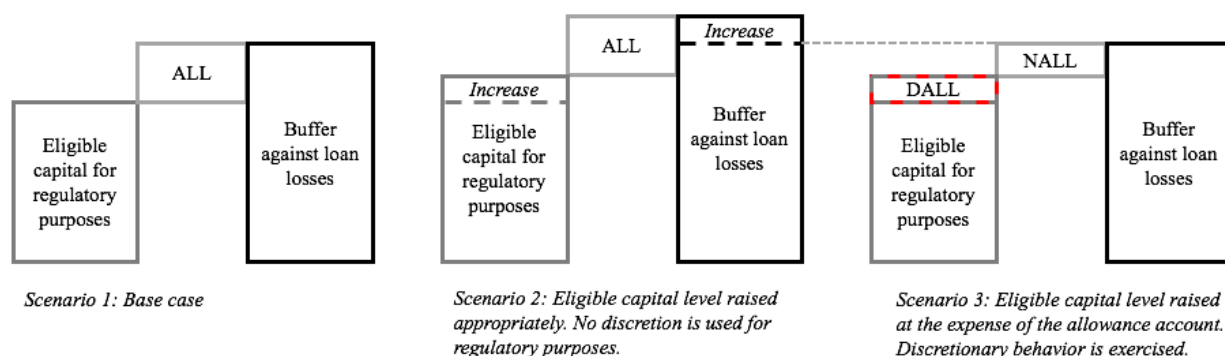 ALL
Eligible
capital for
regulatory
purposes
Buffer
against loan
losses
Scenario 1: Base case
Increase
Eligible
capital for
regulatory
purposes
ALL
Increase
Buffer
against loan
losses
Scenario 2: Eligible capital level raised
appropriately. No discretion is used for
regulatory purposes.
DALL
Eligible
capital for
regulatory
purposes
NALL
Buffer
against loan
losses
Scenario 3: Eligible capital level raised
at the expense of the allowance account.
Discretionary behavior is exercised.